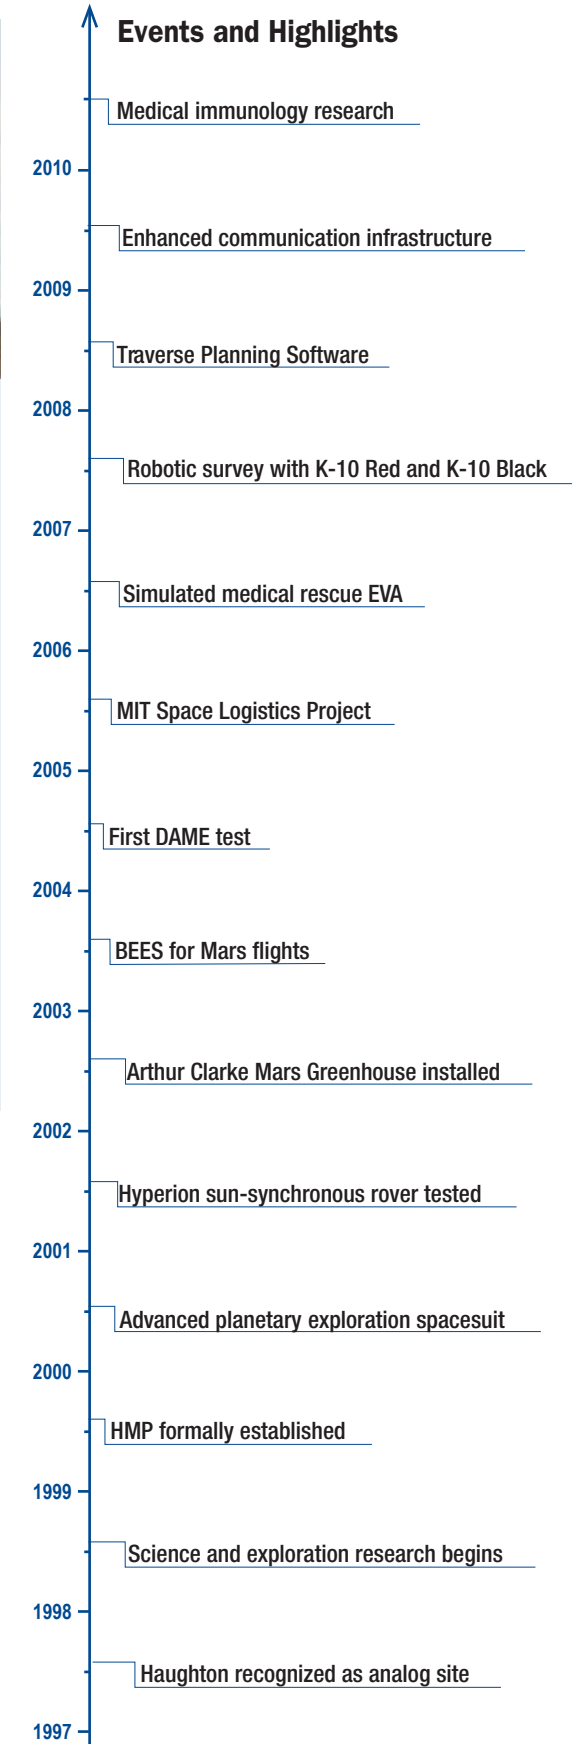 Events and Highlights
Medical immunology research
2010
Enhanced communication infrastructure
2009
Traverse Planning Software
2008
Robotic survey with K-10 Red and K-10 Black
2007
Simulated medical rescue EVA
2006
MIT Space Logistics Project
2005
First DAME test
2004
BEES for Mars flights
2003
Arthur Clarke Mars Greenhouse installed
2002
Hyperion sun-synchronous rover tested
2001
Advanced planetary exploration spacesuit
2000
HMP formally established
1999
Science and exploration research begins
1998
Haughton recognized as analog site
1997